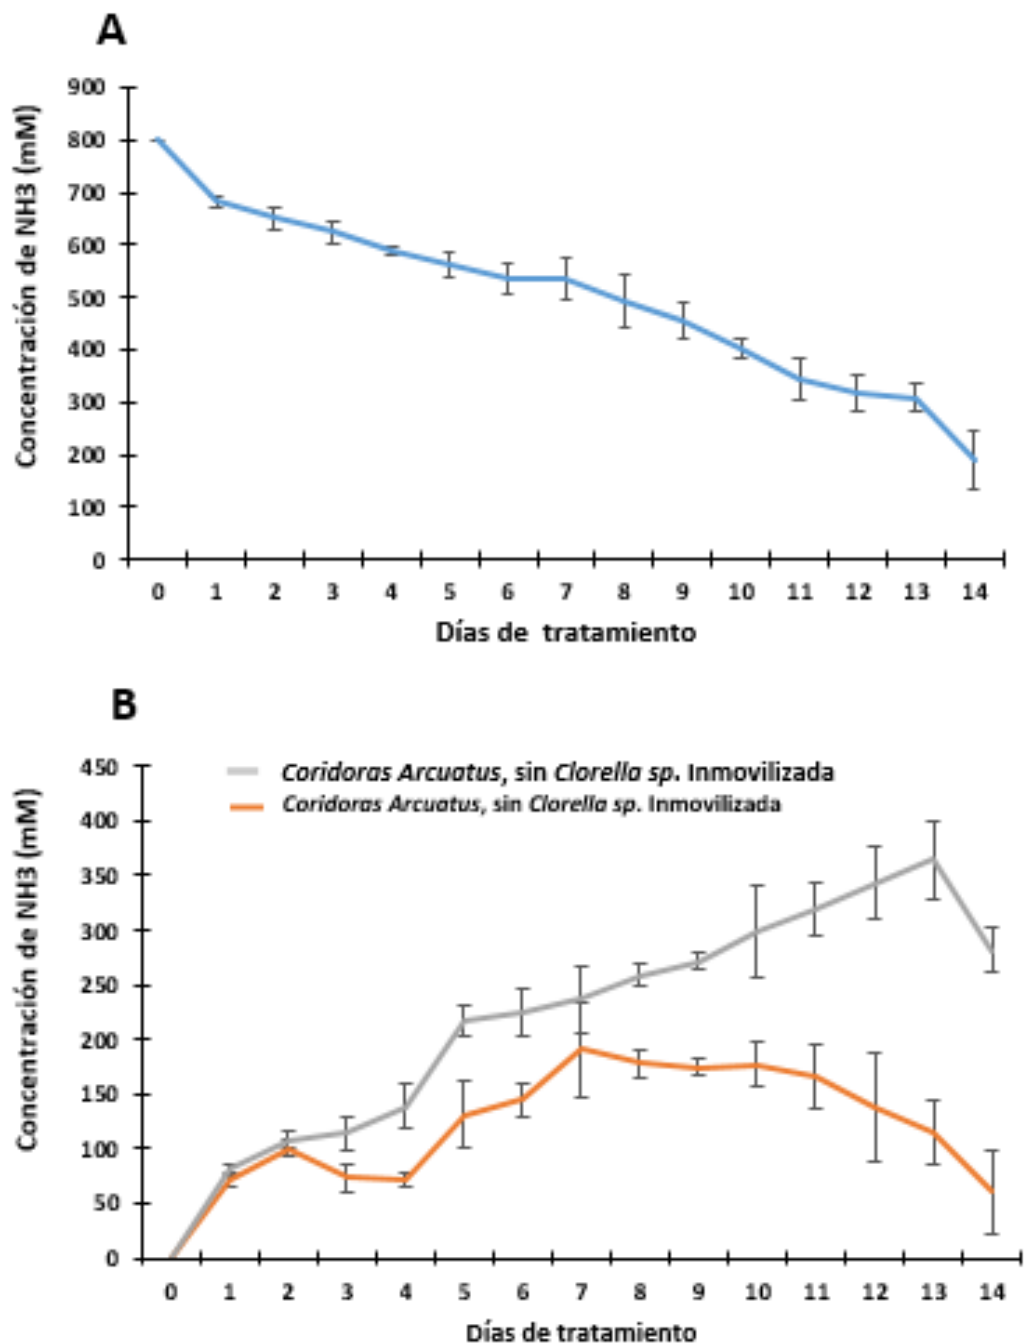 A
900
800
700
600
500
400
300
200
100
0
Concentración de NH3 (mM)
0 1 2 3 4 5 6 7 8 9 10 11 12 13 14
Días de tratamiento
B
Coridoras Arcuatus, sin Clorella sp. Inmovilizada
Coridoras Arcuatus, sin Clorella sp. Inmovilizada
450
400
350
300
250
200
150
100
50
0
Concentración de NH3 (mM)
0 1 2 3 4 5 6 7 8 9 10 11 12 13 14
Días de tratamiento